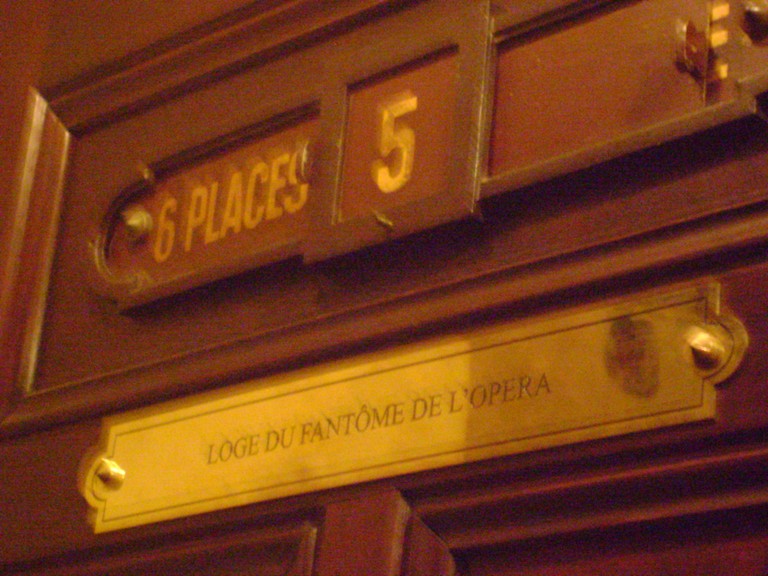 6 PLACES 5
LOGE DU FANTÔME DE L'OPERA